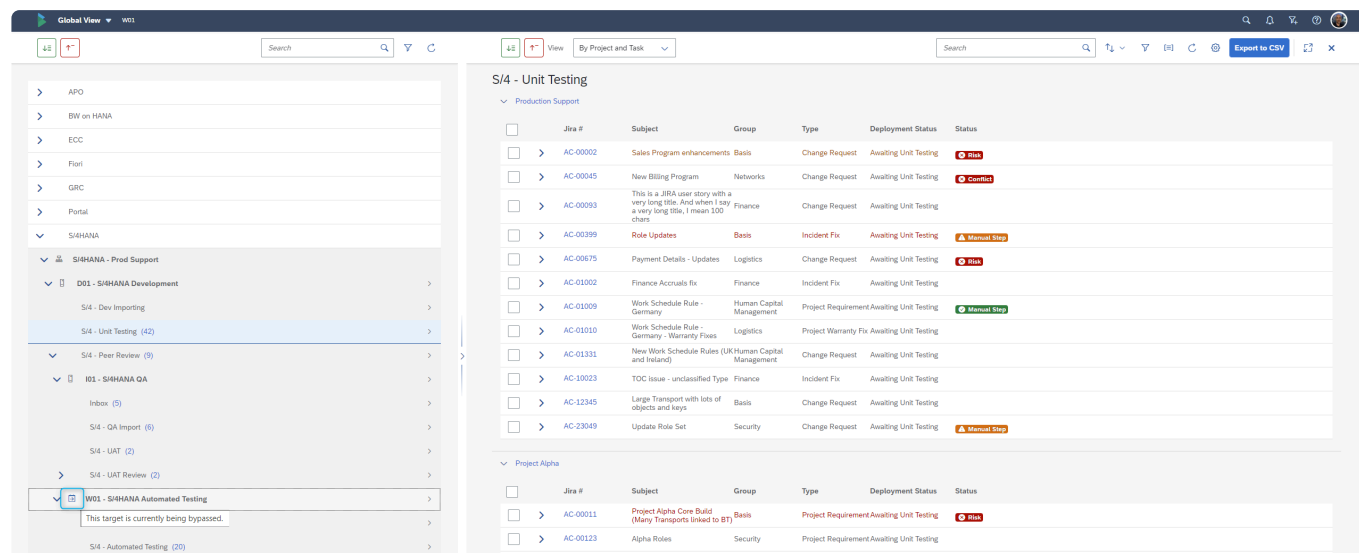 Global View W01
Search
View By Project and Task
Search
Export to CSV
APO
BW on HANA
ECC
Fiori
GRC
Portal
S/4HANA
S/4HANA - Prod Support
D01 - S/4HANA Development
S/4 - Dev Importing
S/4 - Unit Testing (42)
S/4 - Peer Review (9)
I01 - S/4HANA QA
Inbox (5)
S/4 - QA Import (6)
S/4 - UAT (2)
S/4 - UAT Review (2)
W01 - S/4HANA Automated Testing
This target is currently being bypassed.
S/4 - Automated Testing (20)
S/4 - Unit Testing
Production Support
Jira # Subject Group Type Deployment Status Status
AC-00002 Sales Program enhancements Basis Change Request Awaiting Unit Testing Risk
AC-00045 New Billing Program Networks Change Request Awaiting Unit Testing Conflict
This is a JIRA user story with a
very long title. And when I say
AC-00093 a very long title, I mean 100 Finance Change Request Awaiting Unit Testing
chars
AC-00399 Role Updates Basis Incident Fix Awaiting Unit Testing Manual Step
AC-00675 Payment Details - Updates Logistics Change Request Awaiting Unit Testing Risk
AC-01002 Finance Accruals fix Finance Incident Fix Awaiting Unit Testing
Work Schedule Rule - Human Capital
AC-01009 Germany Management Project Requirement Awaiting Unit Testing Manual Step
Work Schedule Rule -
AC-01010 Germany - Warranty Fixes Logistics Project Warranty Fix Awaiting Unit Testing
New Work Schedule Rules (UK Human Capital
AC-01331 and Ireland) Management Change Request Awaiting Unit Testing
AC-10023 TOC issue - unclassified Type Finance Incident Fix Awaiting Unit Testing
Large Transport with lots of
AC-12345 objects and keys Basis Change Request Awaiting Unit Testing
AC-23049 Update Role Set Security Change Request Awaiting Unit Testing Manual Step
Project Alpha
Jira # Subject Group Type Deployment Status Status
Project Alpha Core Build
AC-00011 (Many Transports linked to BT) Basis Project Requirement Awaiting Unit Testing Risk
AC-00123 Alpha Roles Security Project Requirement Awaiting Unit Testing